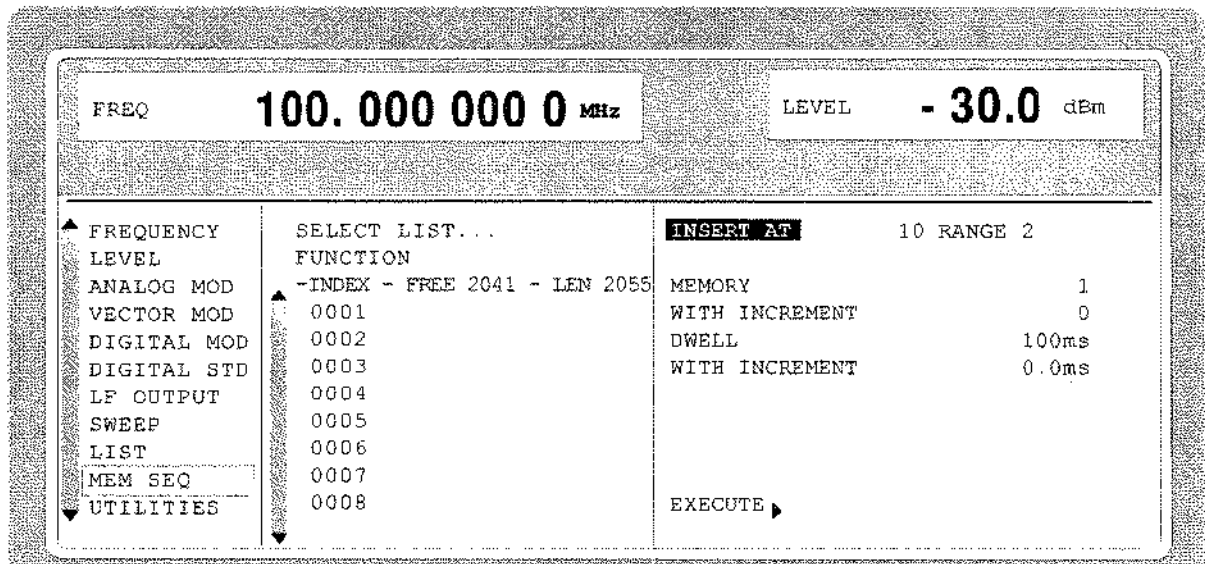 FREQ 100. 000 000 0 MHz LEVEL - 30.0 dBm
FREQUENCY
LEVEL
ANALOG MOD
VECTOR MOD
DIGITAL MOD
DIGITAL STD
LF OUTPUT
SWEEP
LIST
MEM SEQ
UTILITIES
SELECT LIST...
FUNCTION
-INDEX - FREE 2041 - LEN 2055
0001
0002
0003
0004
0005
0006
0007
0008
INSERT AT 10 RANGE 2
MEMORY 1
WITH INCREMENT 0
DWELL 100ms
WITH INCREMENT 0.0ms
EXECUTE